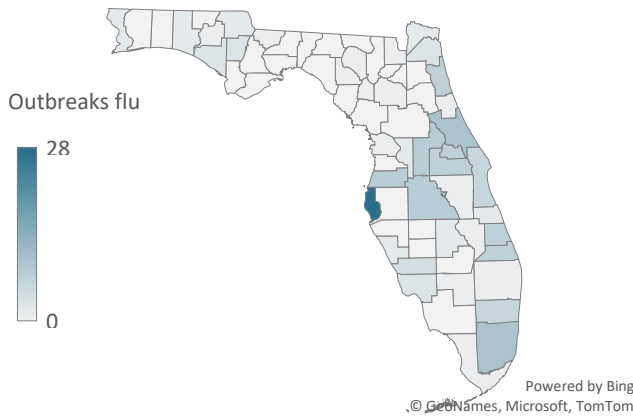 Outbreaks flu
28
0
Powered by Bing
© GeoNames, Microsoft, TomTom